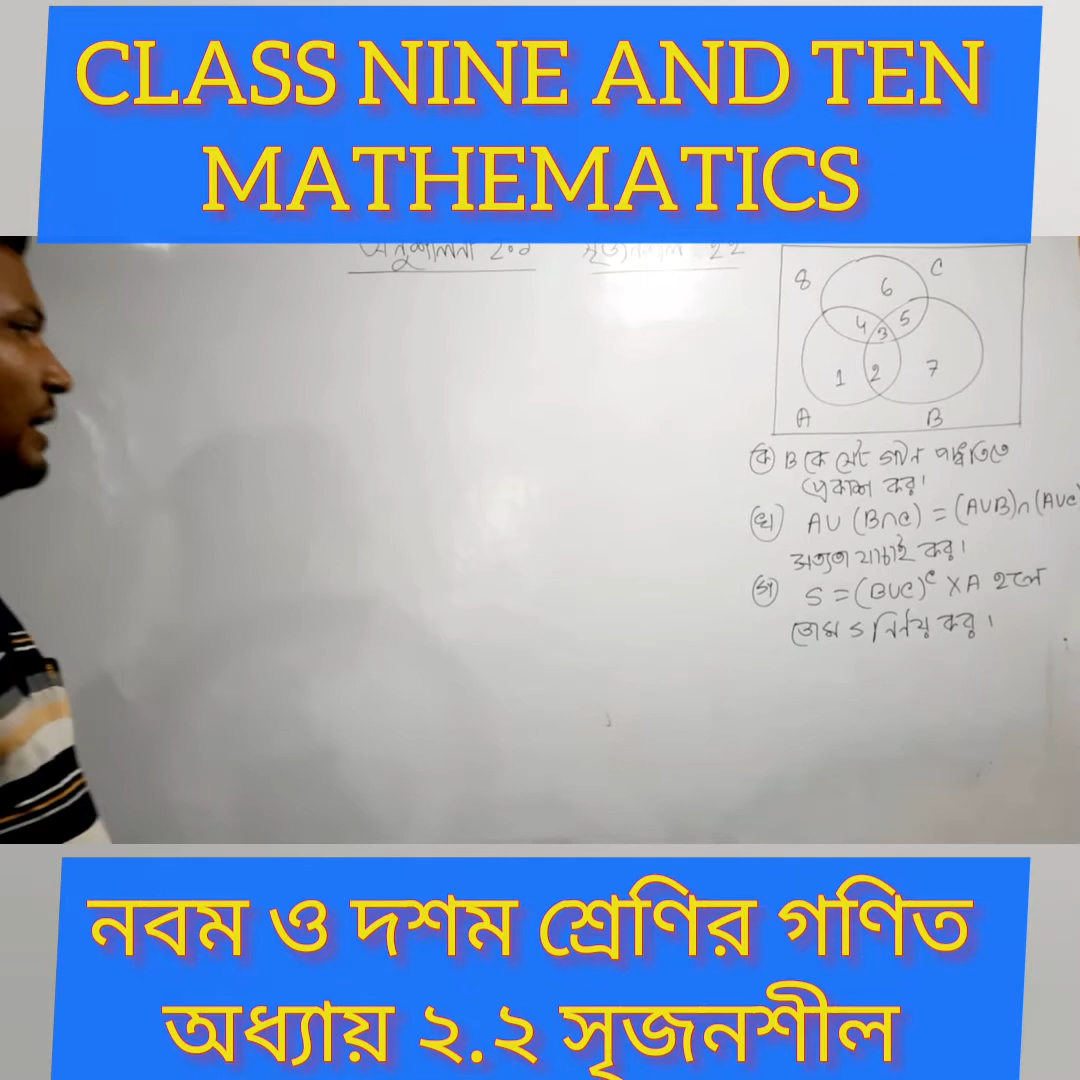 CLASS NINE AND TEN
MATHEMATICS
8
6
C
4
3
5
1
2
7
A
B
(ক) B কে সেট গঠন পদ্ধতিতে
প্রকাশ কর।
(খ) A∪(B∩C) = (A∪B)∩(A∪C)
সত্যতা যাচাই কর।
(গ) S = (B∪C)ᶜ × A হলে
ডোম S নির্ণয় কর।
নবম ও দশম শ্রেণির গণিত
অধ্যায় ২.২ সৃজনশীল